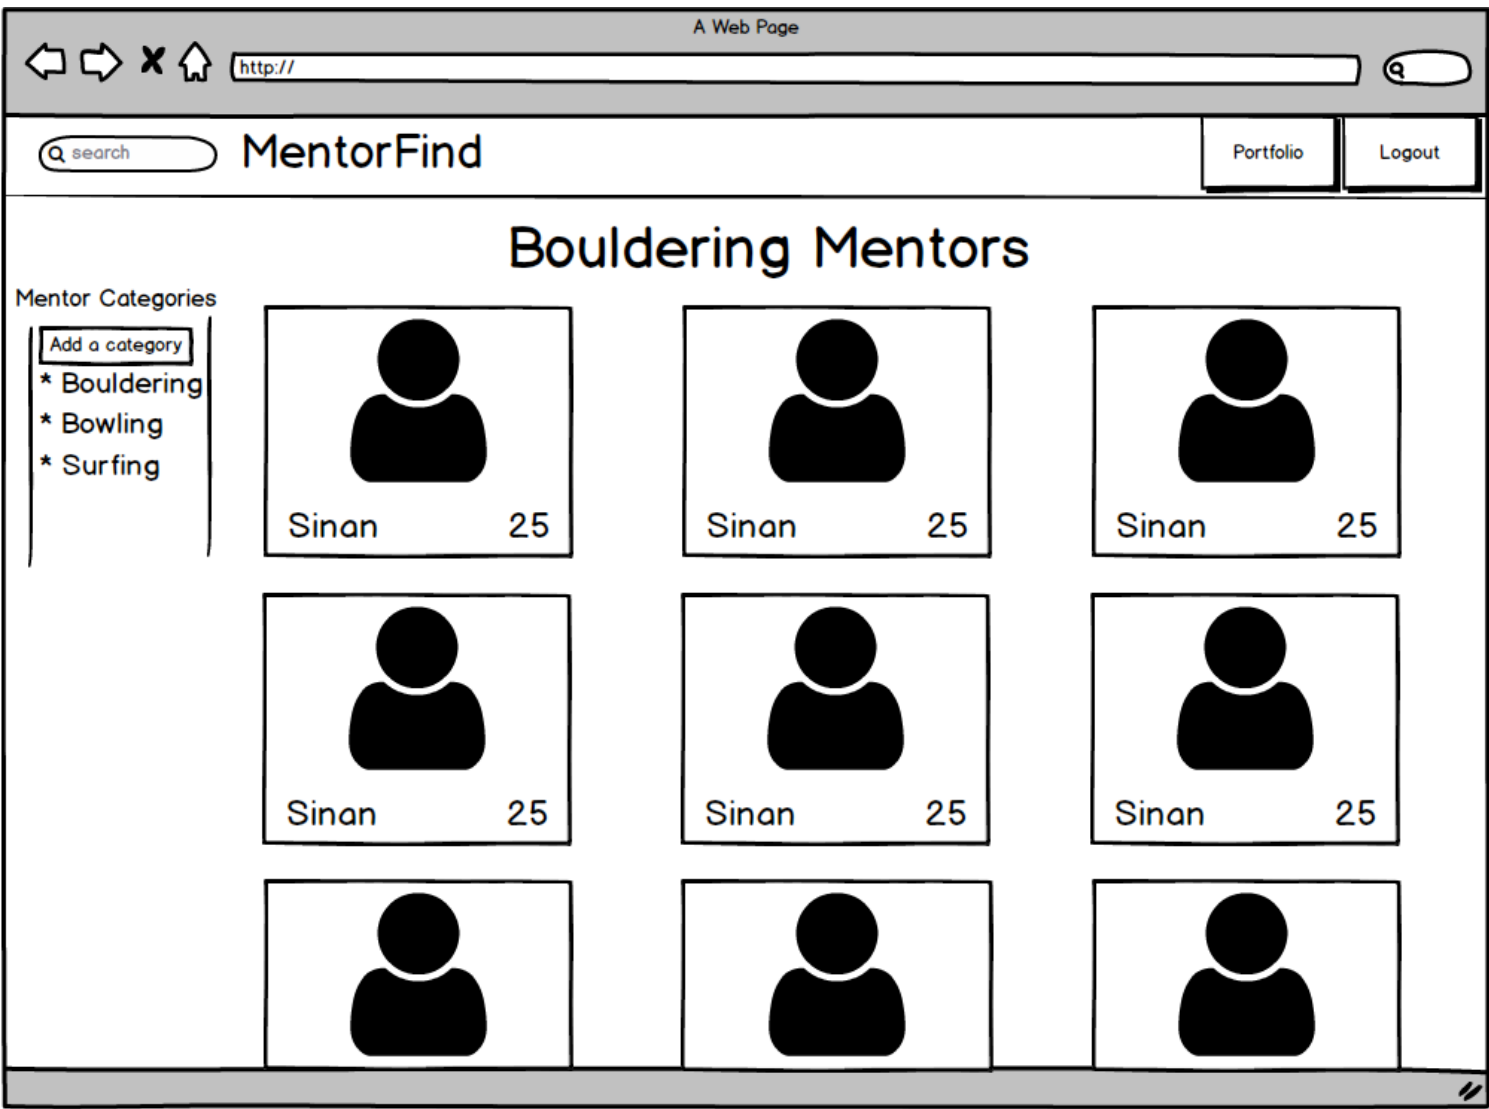 A Web Page
http://
search
MentorFind
Portfolio
Logout
Bouldering Mentors
Mentor Categories
Add a category
* Bouldering
* Bowling
* Surfing
Sinan 25
Sinan 25
Sinan 25
Sinan 25
Sinan 25
Sinan 25